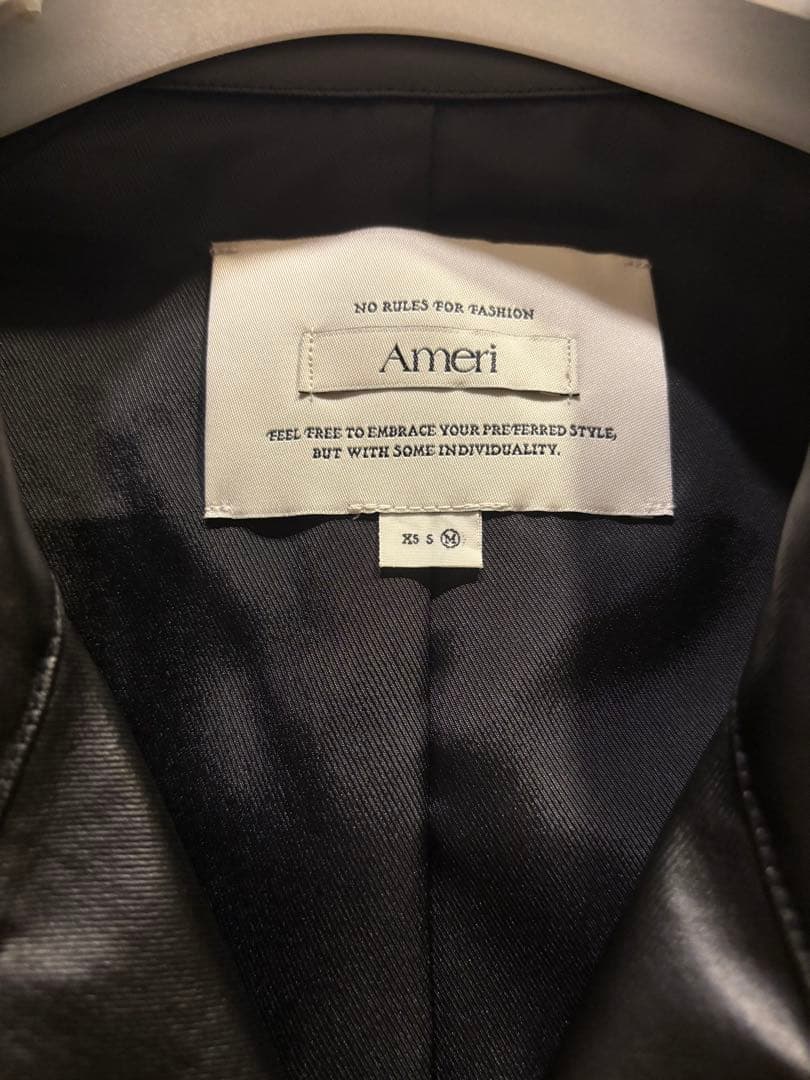 NO RULES FOR FASHION
Ameri
FEEL FREE TO EMBRACE YOUR PREFERRED STYLE,
BUT WITH SOME INDIVIDUALITY.
XS S M